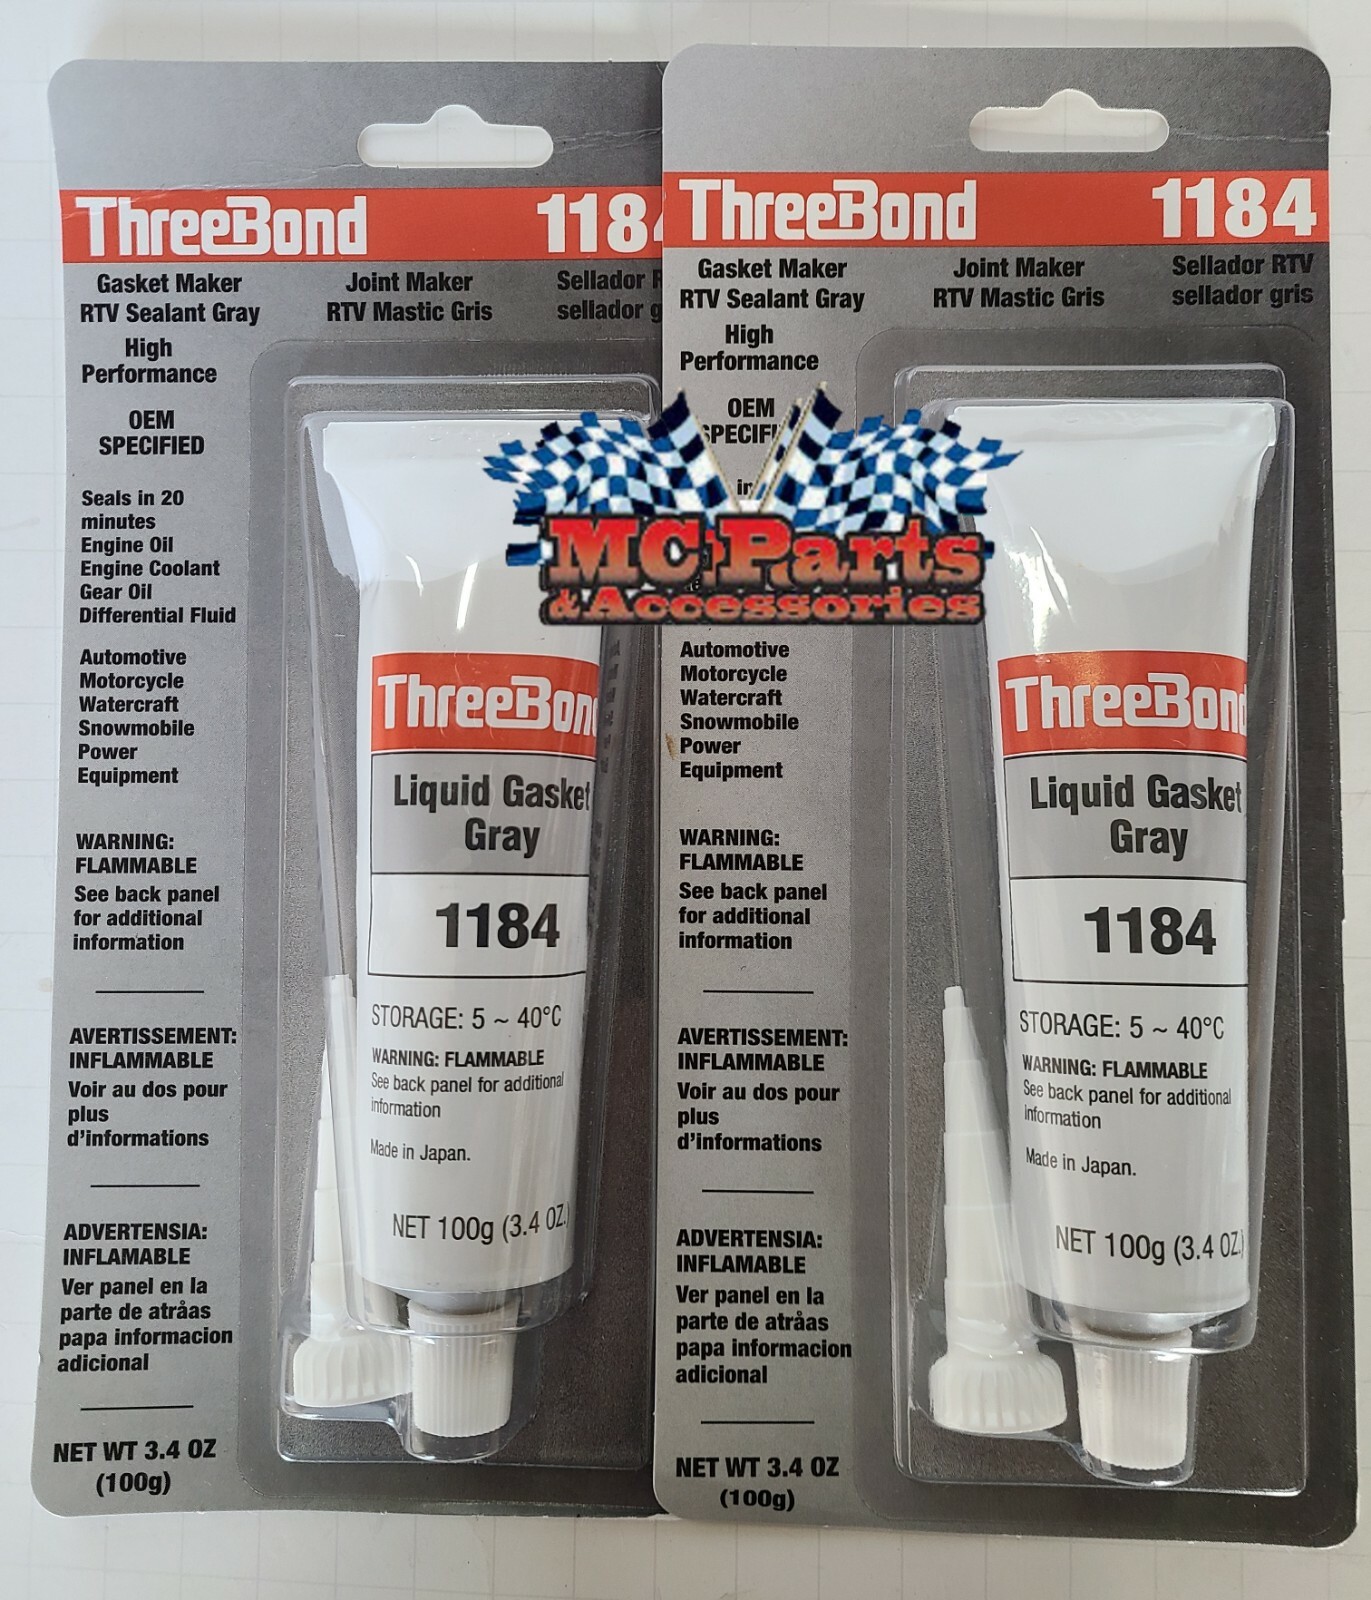 ThreeBond 118
Gasket Maker
RTV Sealant Gray
Joint Maker
RTV Mastic Gris
Sellador
sellador
High
Performance
OEM
SPECIFIED
Seals in 20
minutes
Engine Oil
Engine Coolant
Gear Oil
Differential Fluid
Automotive
Motorcycle
Watercraft
Snowmobile
Power
Equipment
WARNING:
FLAMMABLE
See back panel
for additional
information
AVERTISSEMENT:
INFLAMMABLE
Voir au dos pour
plus
d'informations
ADVERTENSIA:
INFLAMABLE
Ver panel en la
parte de atråas
papa informacion
adicional
NET WT 3.4 OZ
(100g)
ThreeBon
Liquid Gasket
Gray
1184
STORAGE: 5 ~ 40°C
WARNING: FLAMMABLE
See back panel for additional
information
Made in Japan.
NET 100g (3.4 OZ.)
MC Parts
& Accessories
ThreeBond 1184
Gasket Maker
RTV Sealant Gray
Joint Maker
RTV Mastic Gris
Sellador RTV
sellador gris
High
Performance
OEM
SPECIFI
in
Automotive
Motorcycle
Watercraft
Snowmobile
Power
Equipment
WARNING:
FLAMMABLE
See back panel
for additional
information
AVERTISSEMENT:
INFLAMMABLE
Voir au dos pour
plus
d'informations
ADVERTENSIA:
INFLAMABLE
Ver panel en la
parte de atråas
papa informacion
adicional
NET WT 3.4 OZ
(100g)
ThreeBond
Liquid Gasket
Gray
1184
STORAGE: 5 ~ 40°C
WARNING: FLAMMABLE
See back panel for additional
information
Made in Japan.
NET 100g (3.4 OZ.)